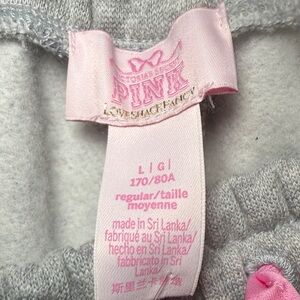 VICTORIA'S SECRET
PINK
LOVESHACKFANCY
L | G |
170/80A
regular/taille
moyenne
made in Sri Lanka/
fabriqué au Sri Lanka/
hecho en Sri Lanka/
fabbricato in Sri
Lanka/
斯里兰卡制造